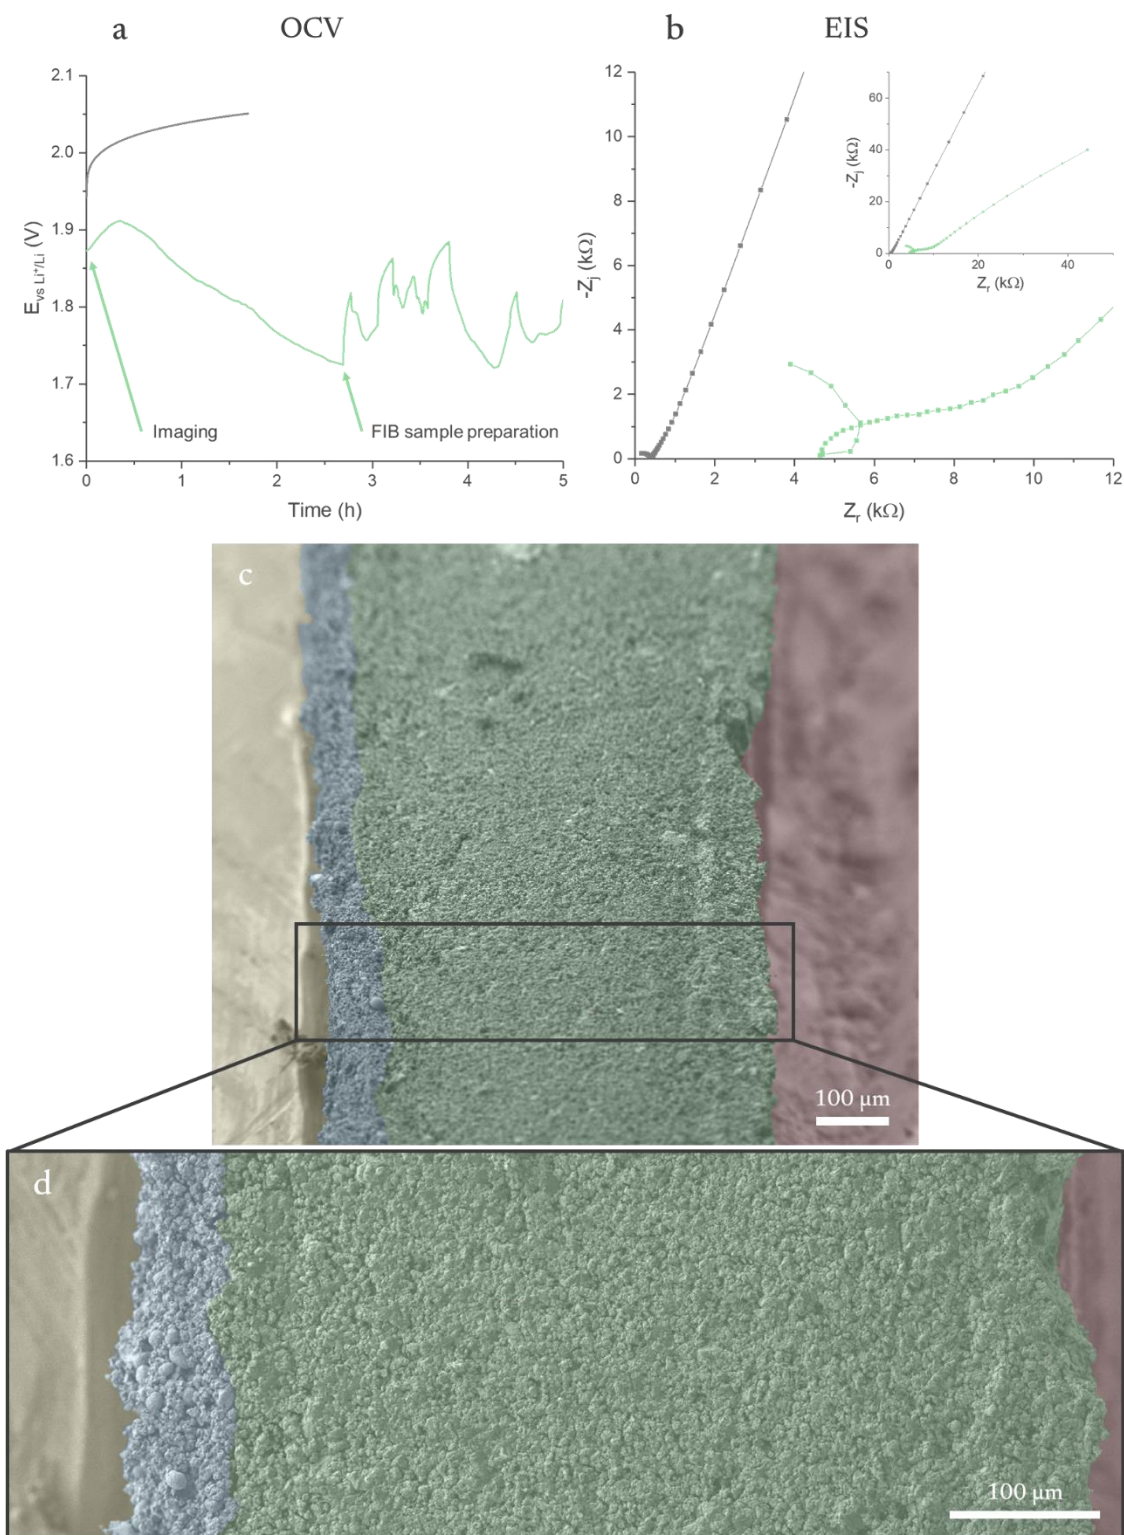 a OCV
2.1
2.0
1.9
1.8
1.7
1.6
E vs Li⁺/Li (V)
Imaging
FIB sample preparation
0 1 2 3 4 5
Time (h)
b EIS
12
10
8
6
4
2
0
-Zⱼ (kΩ)
0 2 4 6 8 10 12
Zᵣ (kΩ)
60
40
20
0
-Zⱼ (kΩ)
0 20 40
Zᵣ (kΩ)
c
100 µm
d
100 µm